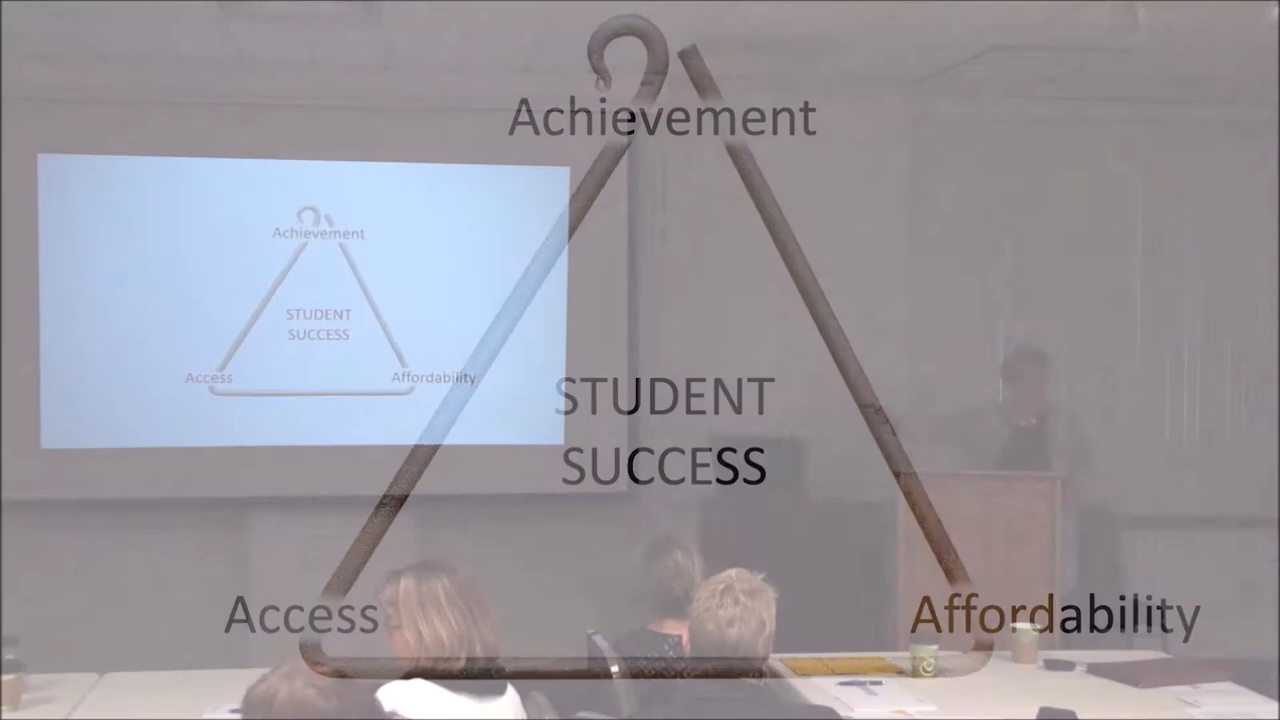 Achievement
STUDENT
SUCCESS
Access
Affordability
Achievement
STUDENT
SUCCESS
Access
Affordability